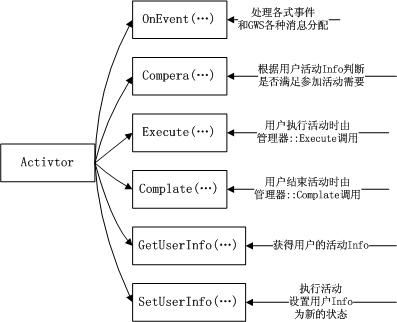 OnEvent(…)
处理各式事件
和GWS各种消息分配
Compera(…)
根据用户活动Info判断
是否满足参加活动需要
Execute(…)
用户执行活动时由
管理器::Execute调用
Activtor
Complate(…)
用户结束活动时由
管理器::Complate调用
GetUserInfo(…)
获得用户的活动Info
SetUserInfo(…)
执行活动
设置用户Info
为新的状态